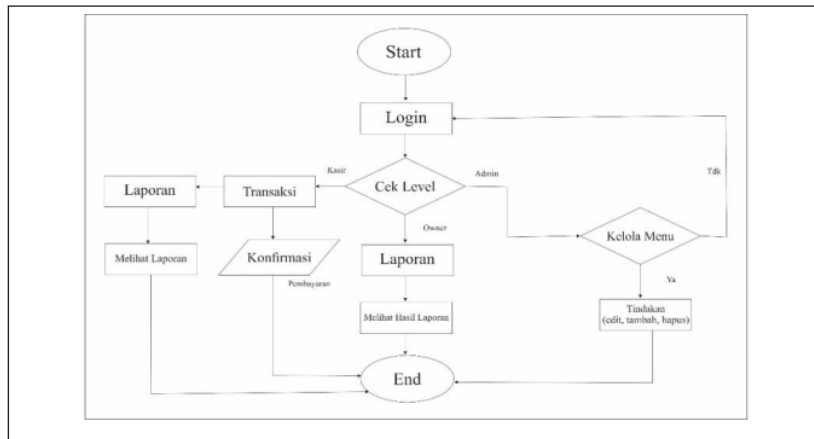 Start
Login
Kasir
Cek Level
Admin
Tdk
Laporan
Transaksi
Owner
Kelola Menu
Melihat Laporan
Konfirmasi
Laporan
Pembayaran
Ya
Melihat Hasil Laporan
Tindakan
(edit, tambah, hapus)
End